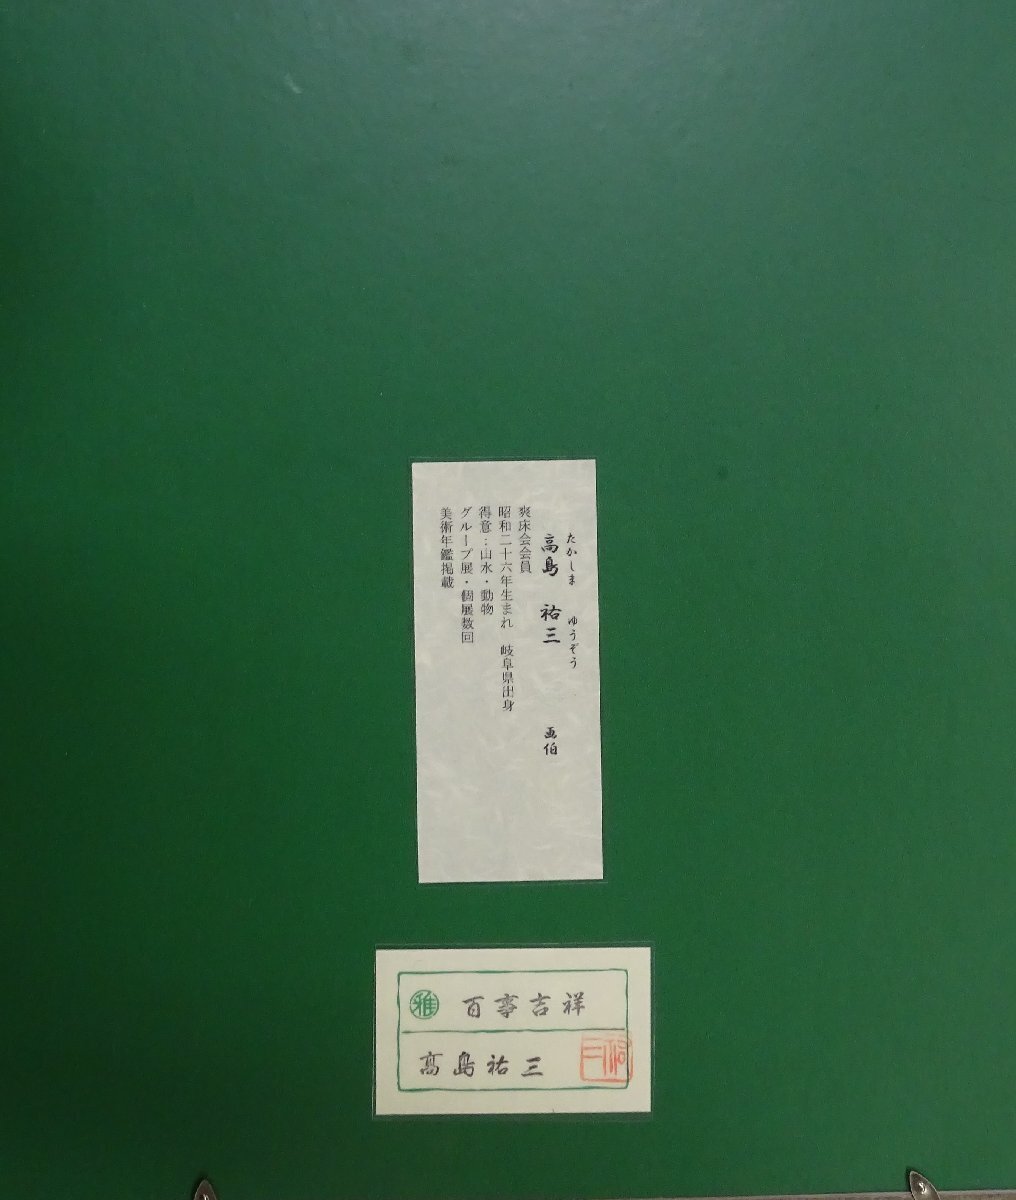 たかしま ゆうぞう
高島 祐三 画伯
爽床会会員
昭和二十六年生まれ 岐阜県出身
得意：山水・動物
グループ展・個展数回
美術年鑑掲載
雅 百事吉祥
高島祐三